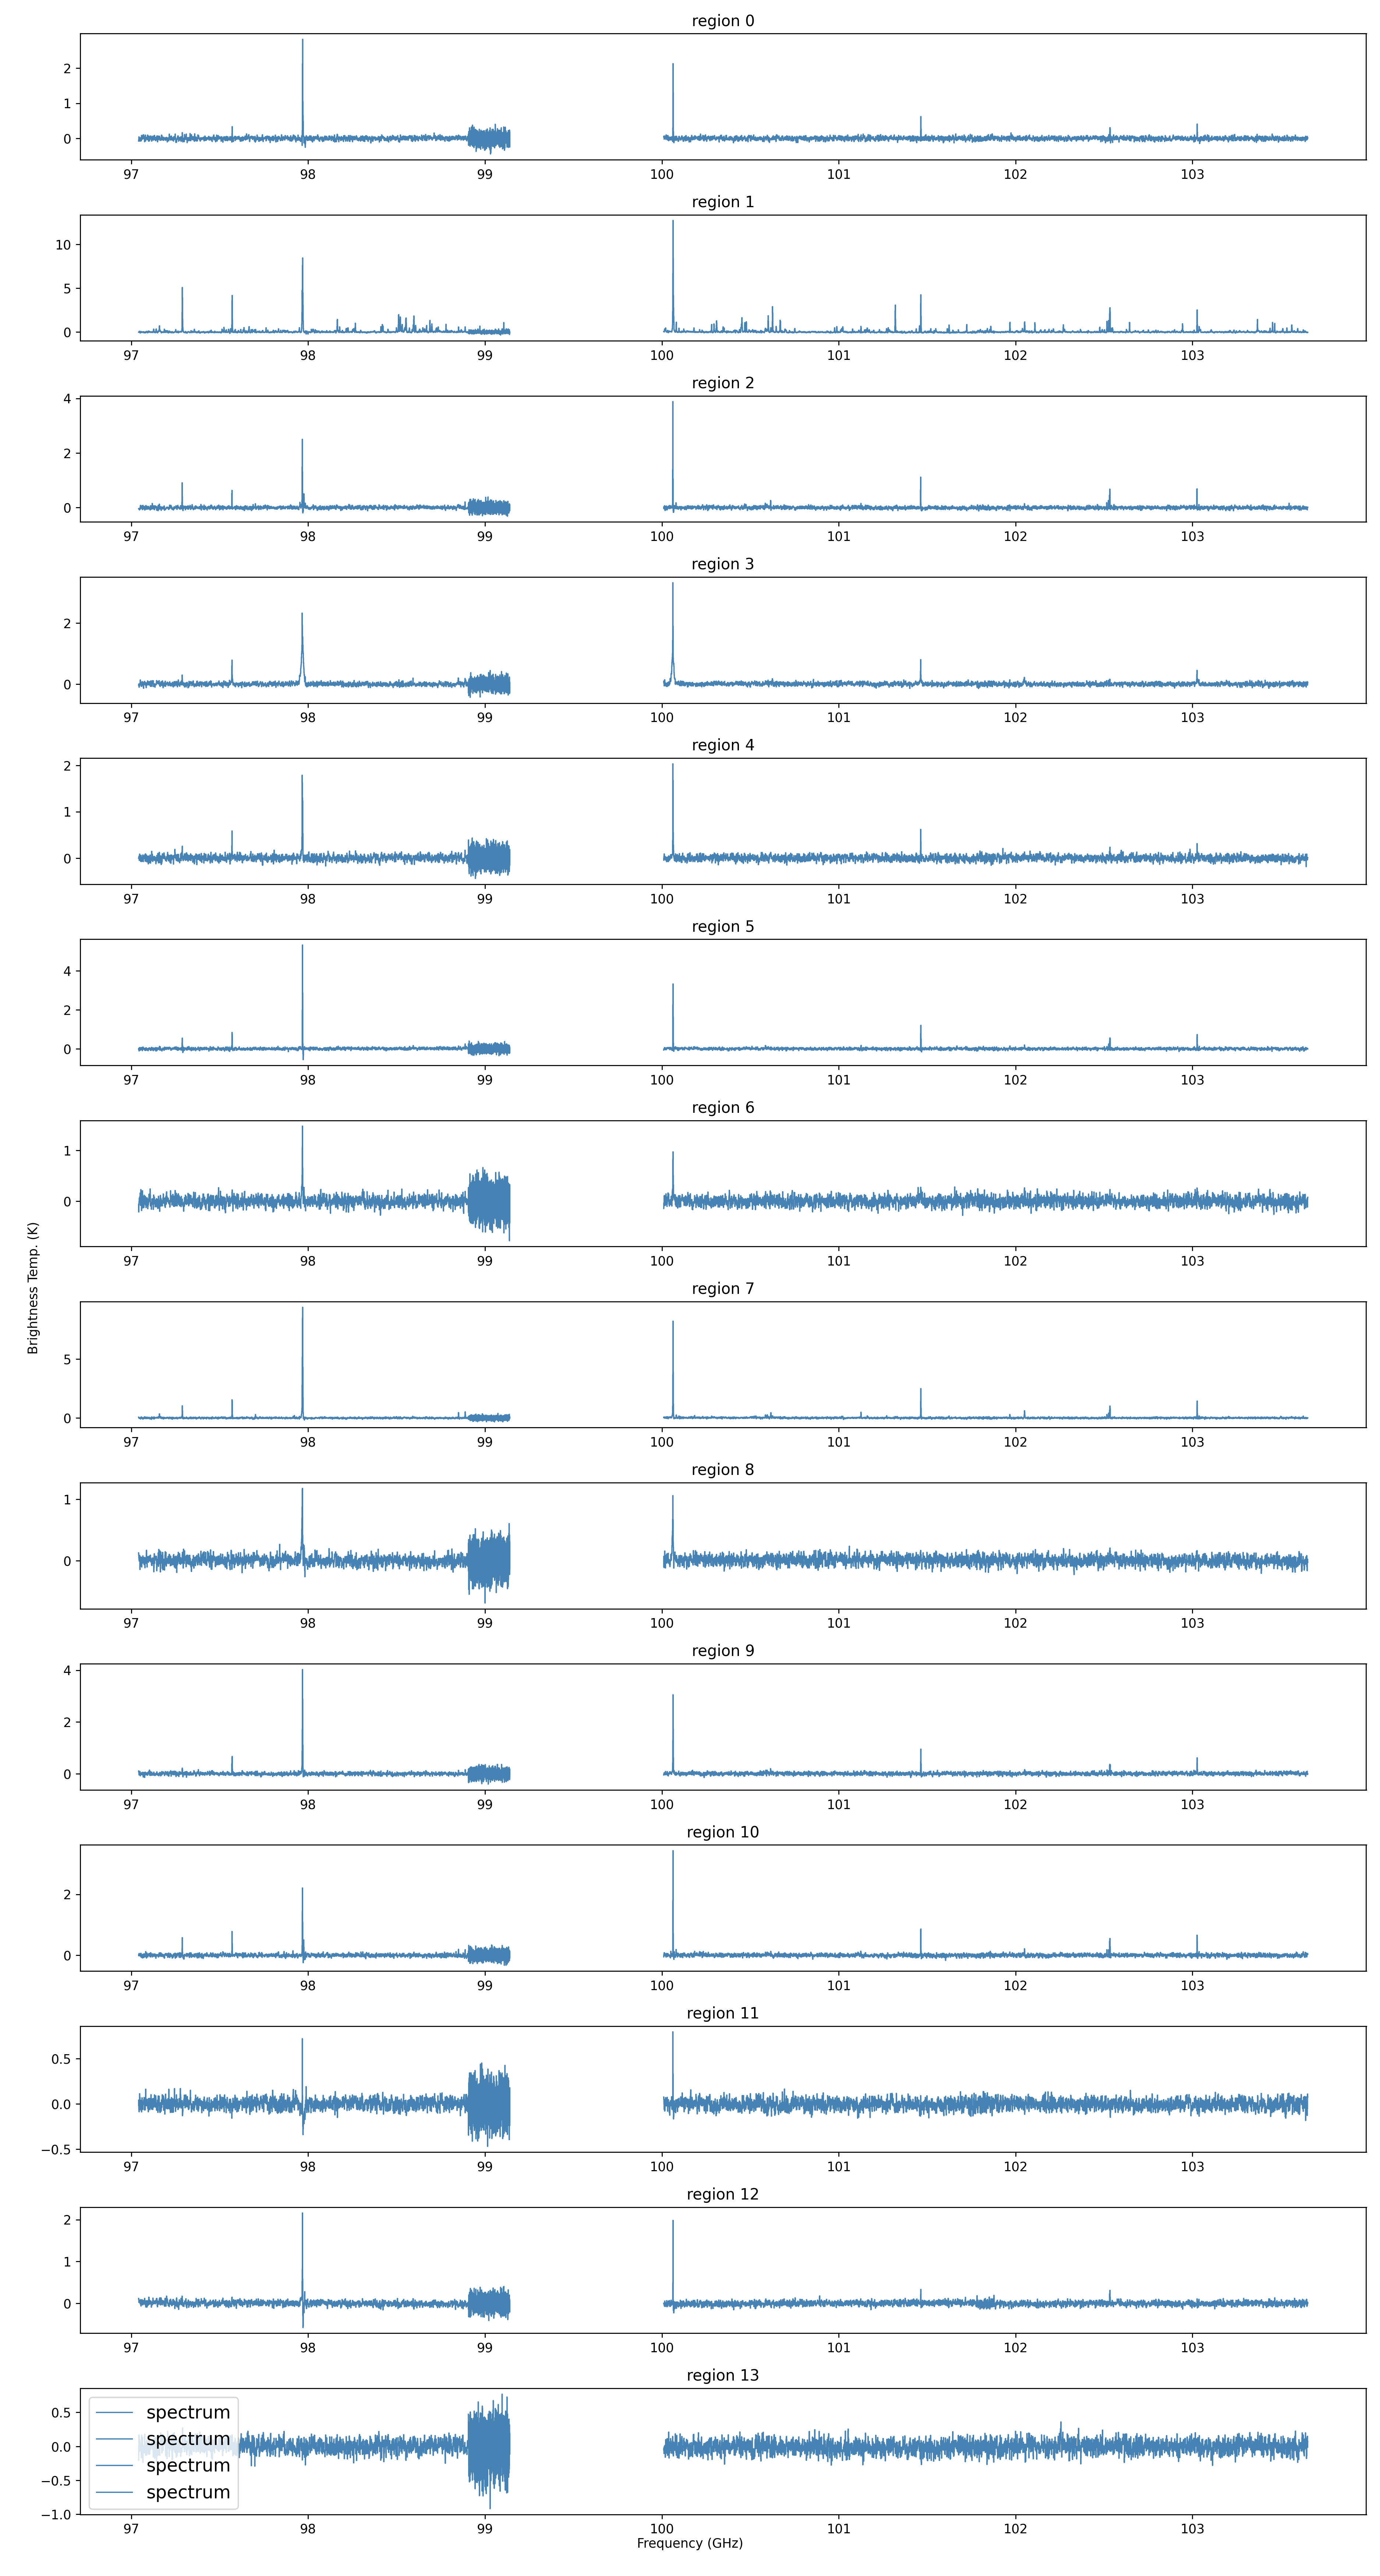 region 0
2
1
0
97 98 99 100 101 102 103
region 1
10
5
0
97 98 99 100 101 102 103
region 2
4
2
0
97 98 99 100 101 102 103
region 3
2
0
97 98 99 100 101 102 103
region 4
2
1
0
97 98 99 100 101 102 103
region 5
4
2
0
97 98 99 100 101 102 103
region 6
1
0
97 98 99 100 101 102 103
Brightness Temp. (K)
region 7
5
0
97 98 99 100 101 102 103
region 8
1
0
97 98 99 100 101 102 103
region 9
4
2
0
97 98 99 100 101 102 103
region 10
2
0
97 98 99 100 101 102 103
region 11
0.5
0.0
−0.5
97 98 99 100 101 102 103
region 12
2
1
0
97 98 99 100 101 102 103
region 13
0.5
0.0
−0.5
−1.0
spectrum
spectrum
spectrum
spectrum
97 98 99 100 101 102 103
Frequency (GHz)